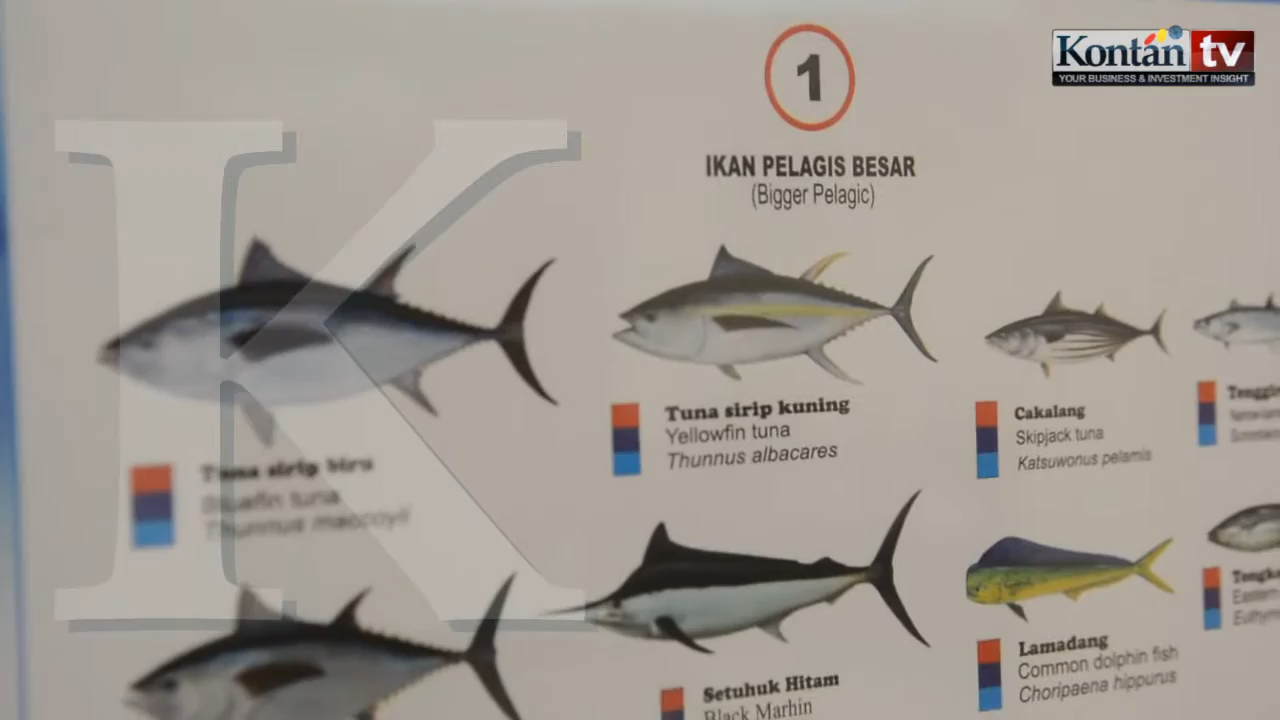 Kontan tv
YOUR BUSINESS & INVESTMENT INSIGHT
1
IKAN PELAGIS BESAR
(Bigger Pelagic)
K
Tuna sirip biru
Bluefin tuna
Thunnus maccoyii
Tuna sirip kuning
Yellowfin tuna
Thunnus albacares
Cakalang
Skipjack tuna
Katsuwonus pelamis
Setuhuk Hitam
Black Marhin
Lamadang
Common dolphin fish
Choripaena hippurus
Eastern